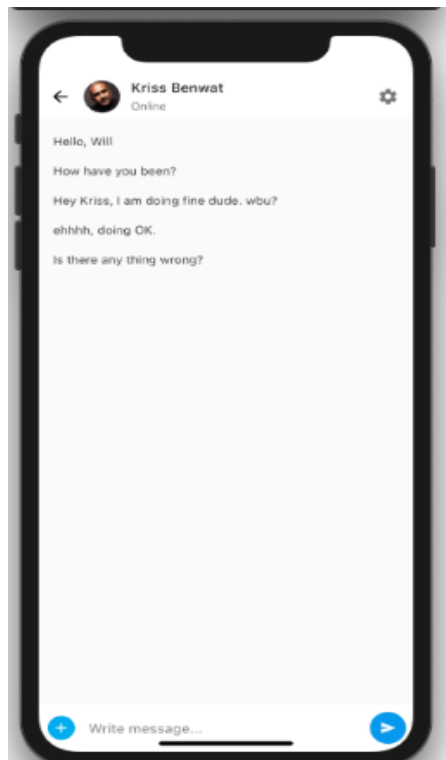 Kriss Benwat
Online
Hello, Will
How have you been?
Hey Kriss, I am doing fine dude. wbu?
ehhhh, doing OK.
Is there any thing wrong?
Write message...